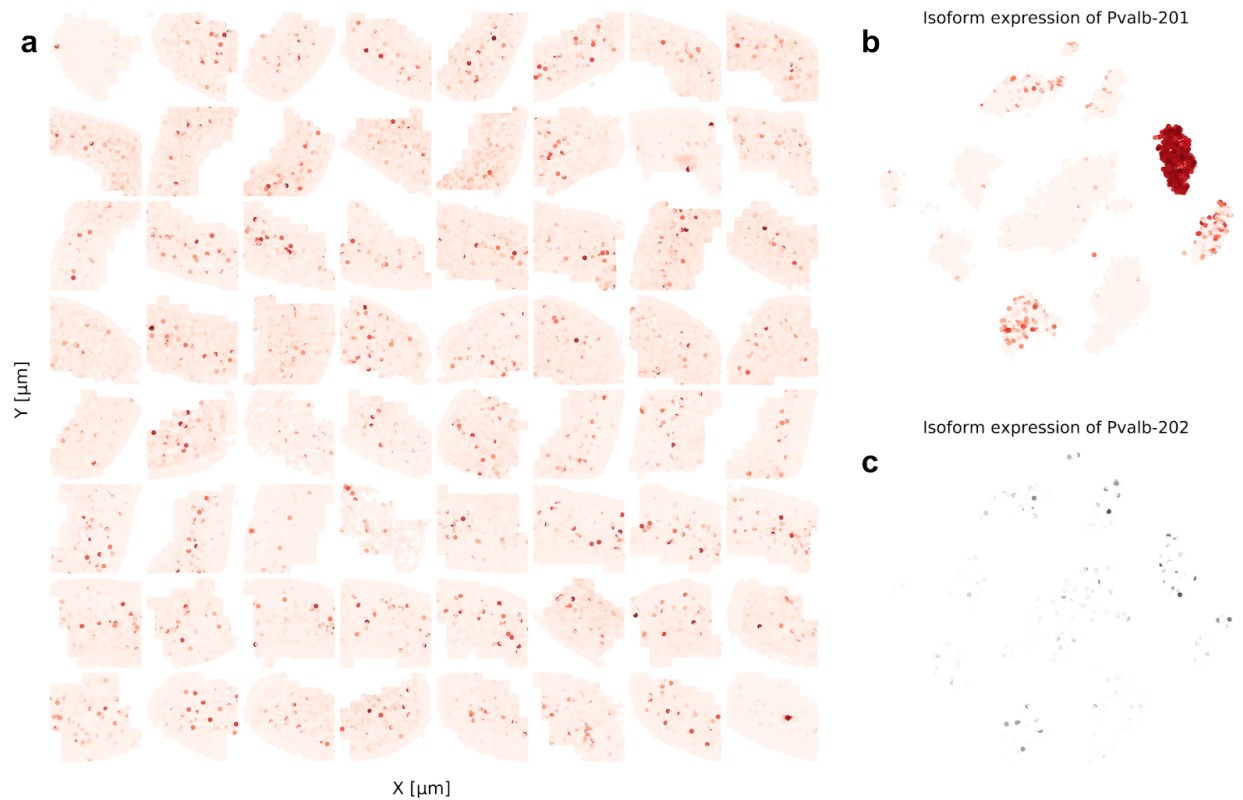 a
Y [µm]
X [µm]
Isoform expression of Pvalb-201
b
Isoform expression of Pvalb-202
c